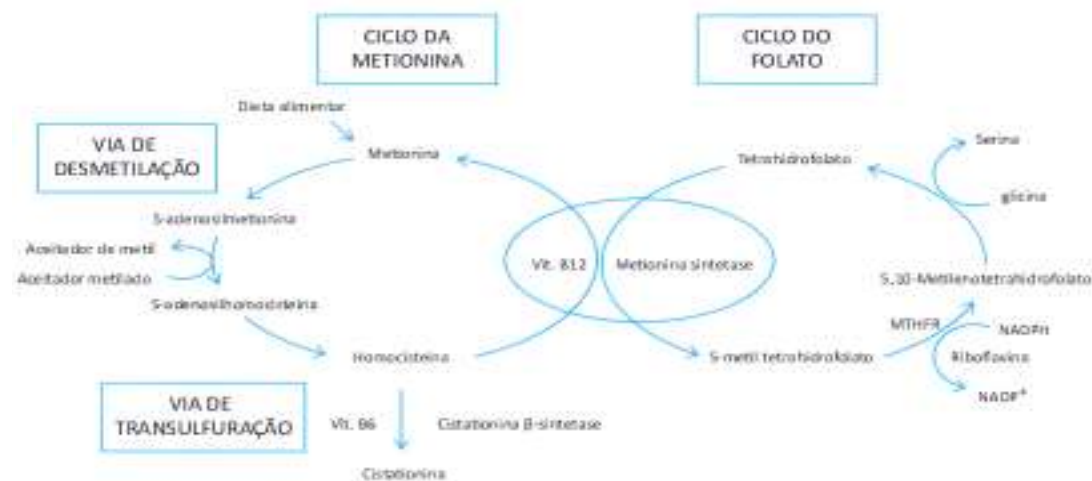 CICLO DA
METIONINA
CICLO DO
FOLATO
Dieta alimentar
VIA DE
DESMETILAÇÃO
Metionina
Tetrahidrofolato
Serina
glicina
S-adenosilmetionina
Aceitador de metil
Aceitador metilado
S-adenosilhomocisteina
Vit. B12
Metionina sintetase
5,10-Metilenotetrahidrofolato
MTHFR
NADPH
Riboflavina
NADP+
Homocisteina
5-metil tetrahidrofolato
VIA DE
TRANSULFURAÇÃO
Vit. B6
Cistationina β-sintetase
Cistationina